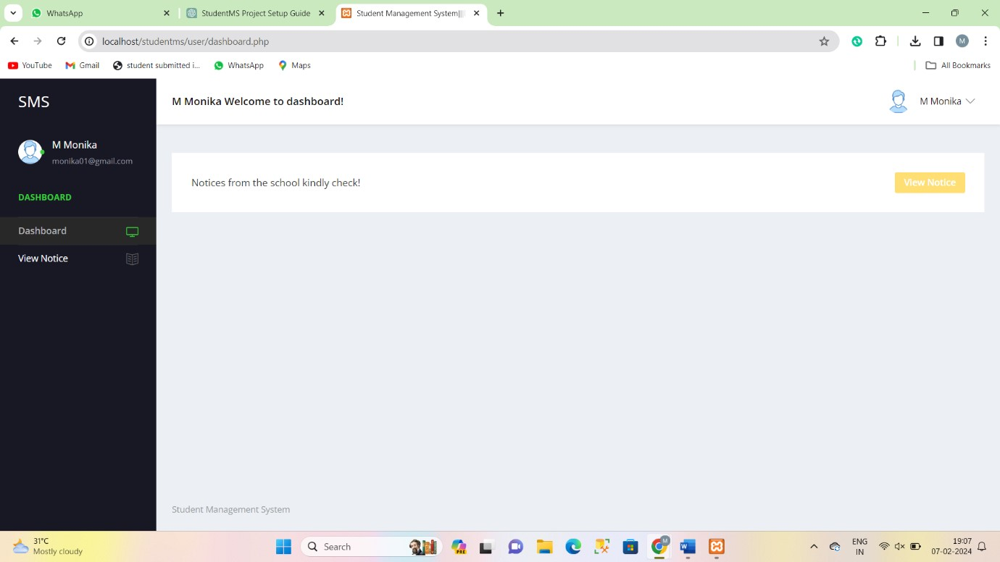 WhatsApp
StudentMS Project Setup Guide
Student Management System|||
localhost/studentms/user/dashboard.php
M
YouTube
Gmail
student submitted i...
WhatsApp
Maps
All Bookmarks
SMS
M Monika Welcome to dashboard!
M Monika
M Monika
monika01@gmail.com
DASHBOARD
Dashboard
View Notice
Notices from the school kindly check!
View Notice
Student Management System
31°C
Mostly cloudy
Search
PRE
M
ENG
IN
19:07
07-02-2024